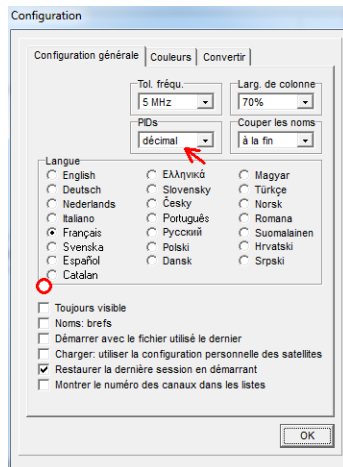 Configuration
Configuration générale Couleurs Convertir
Tol. fréqu. Larg. de colonne
5 MHz 70%
PIDs Couper les noms
décimal à la fin
Langue
English Ελληνικά Magyar
Deutsch Slovensky Türkçe
Nederlands Česky Norsk
Italiano Português Romana
Français Русский Suomalainen
Svenska Polski Hrvatski
Español Dansk Srpski
Catalan
Toujours visible
Noms: brefs
Démarrer avec le fichier utilisé le dernier
Charger: utiliser la configuration personnelle des satellites
Restaurer la dernière session en démarrant
Montrer le numéro des canaux dans les listes
OK